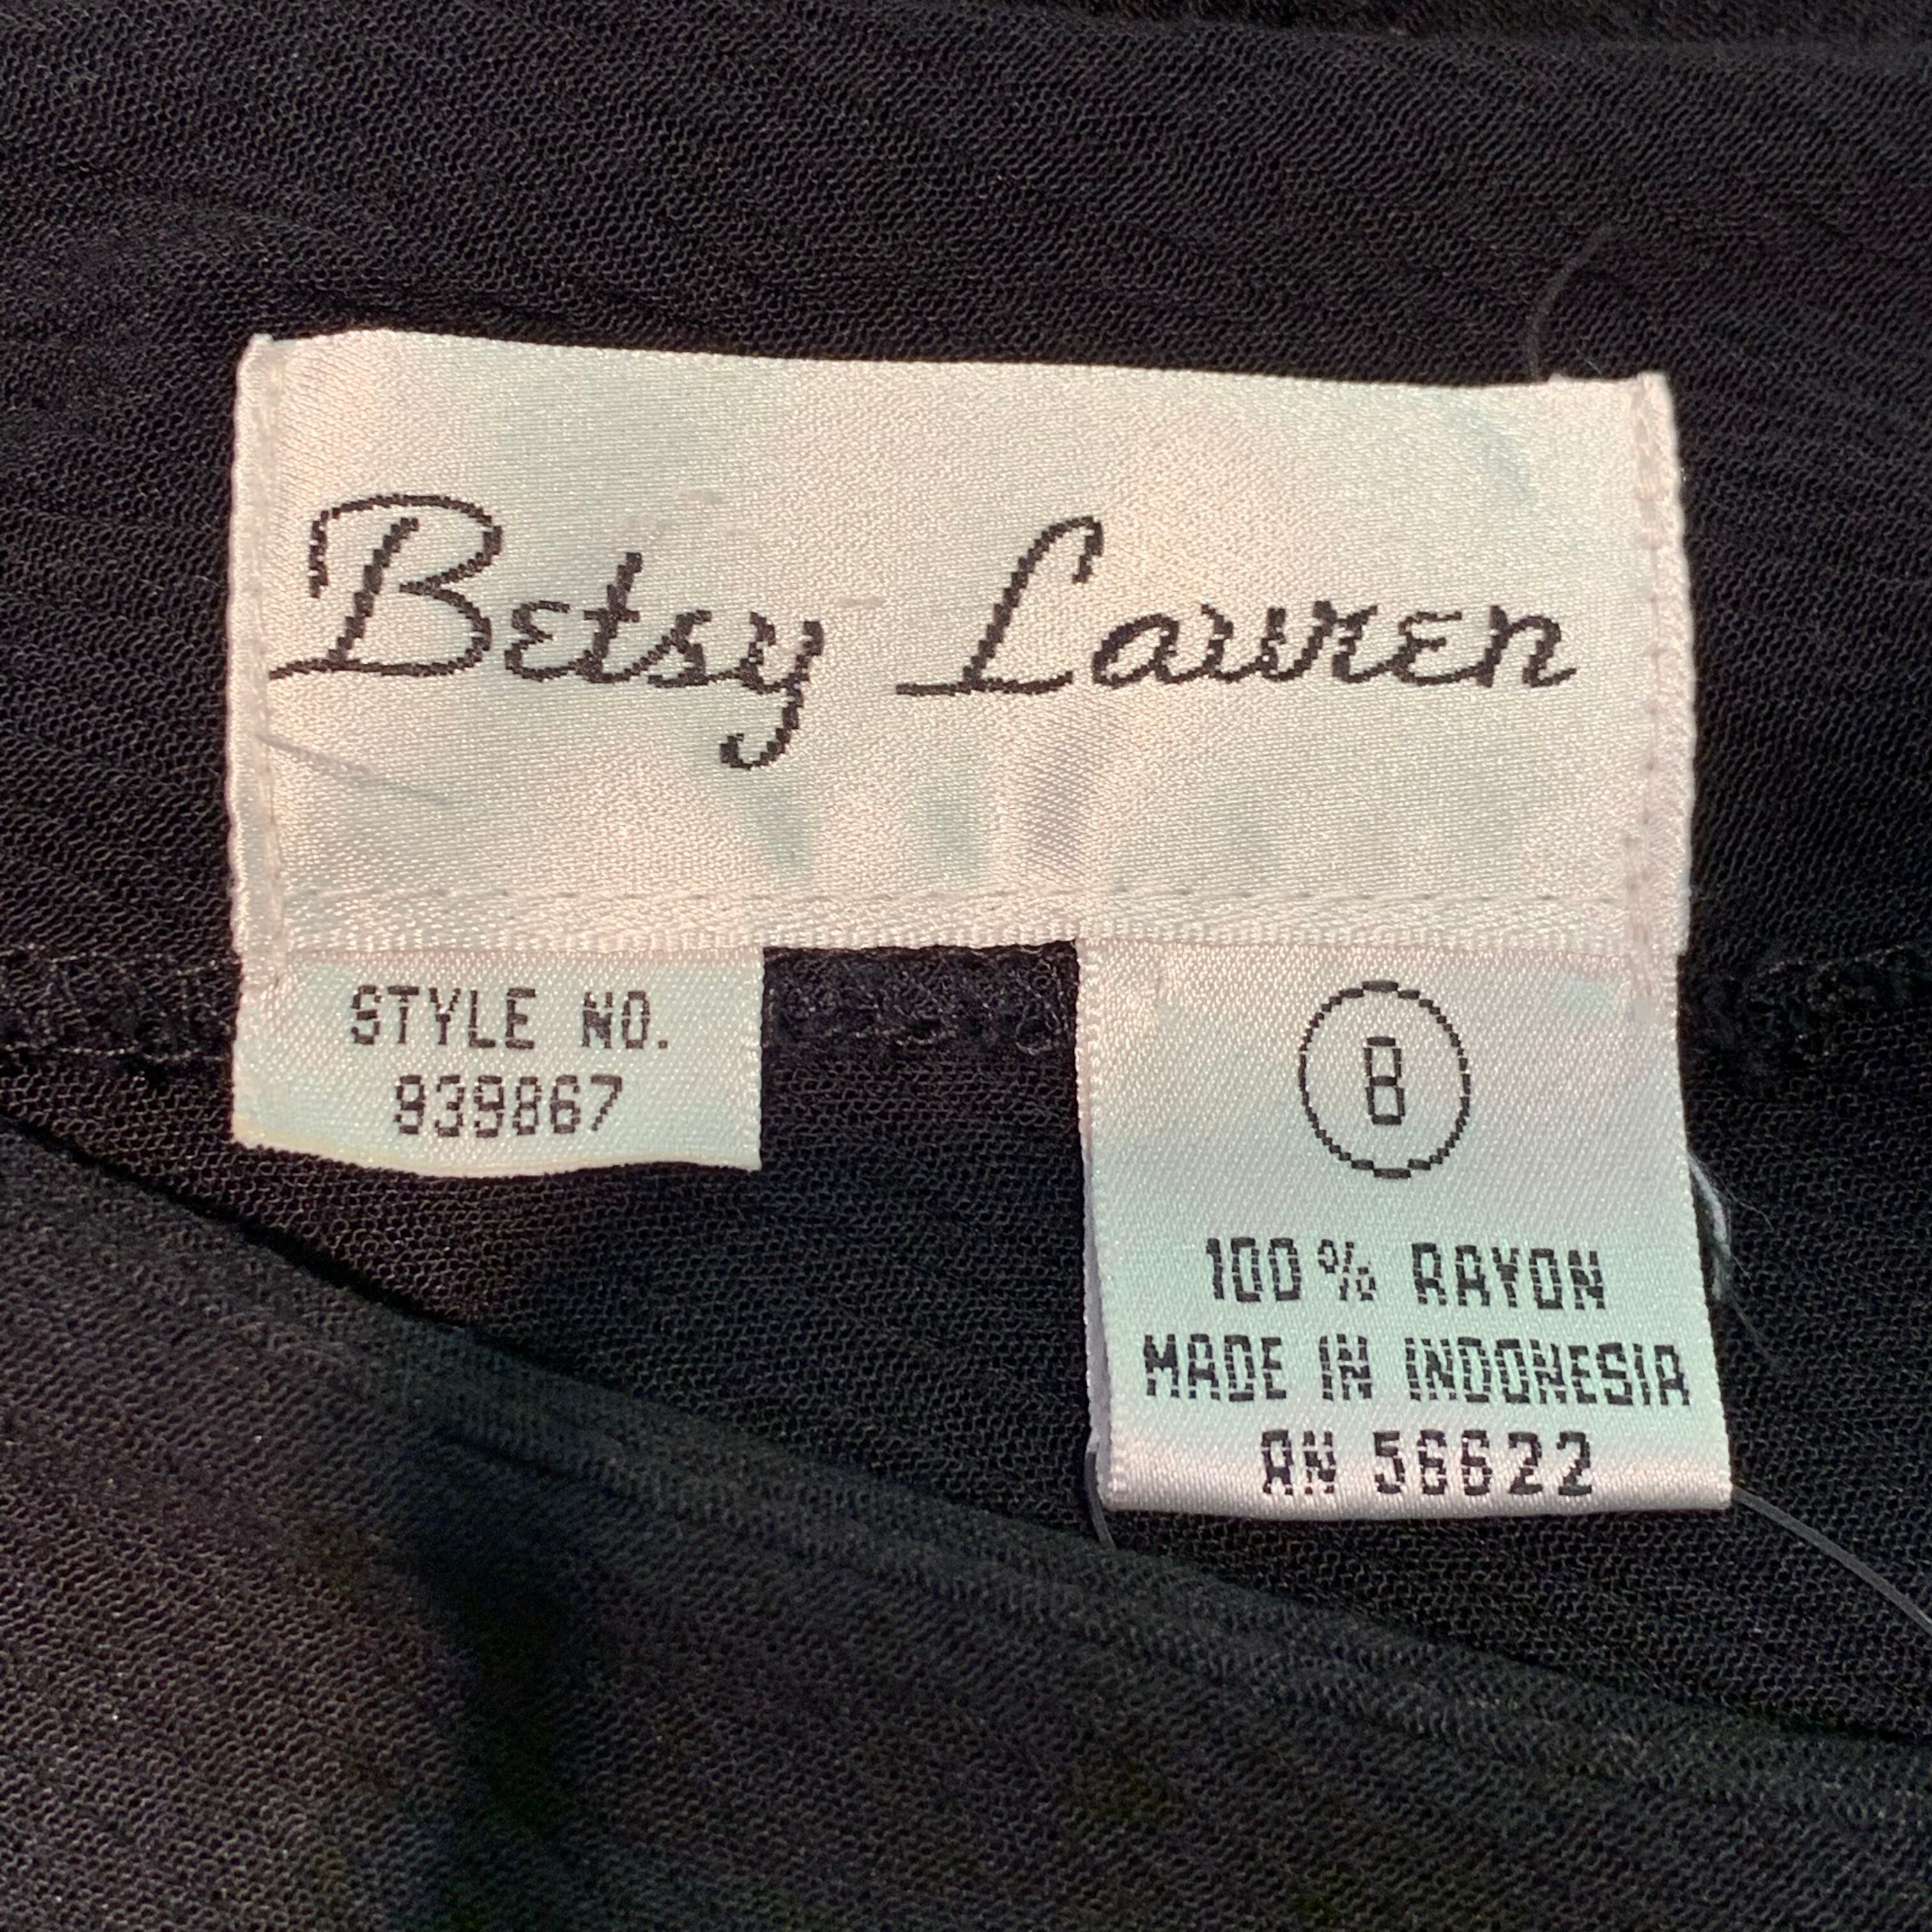 Betsy Lauren
STYLE NO.
939867
8
100% RAYON
MADE IN INDONESIA
RN 56622